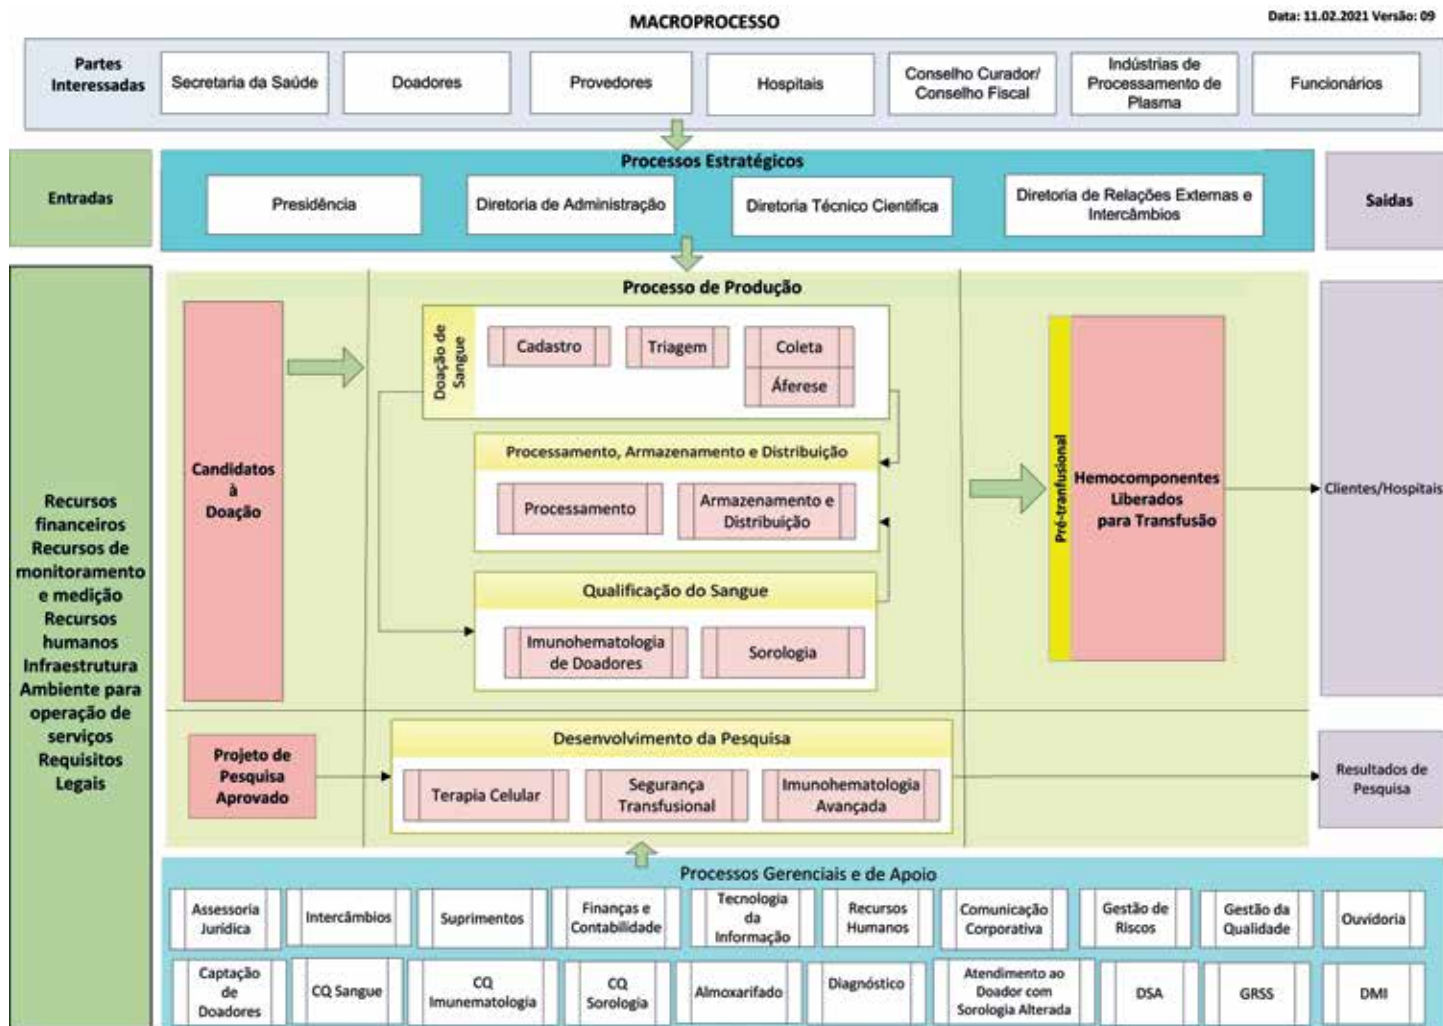 MACROPROCESSO
Data: 11.02.2021 Versão: 09
Partes
Interessadas
Secretaria da Saúde
Doadores
Provedores
Hospitais
Conselho Curador/
Conselho Fiscal
Indústrias de
Processamento de
Plasma
Funcionários
Entradas
Processos Estratégicos
Presidência
Diretoria de Administração
Diretoria Técnico Cientifica
Diretoria de Relações Externas e
Intercâmbios
Saidas
Recursos
financeiros
Recursos de
monitoramento
e medição
Recursos
humanos
Infraestrutura
Ambiente para
operação de
serviços
Requisitos
Legais
Processo de Produção
Candidatos
à
Doação
Doação de
Sangue
Cadastro
Triagem
Coleta
Áferese
Processamento, Armazenamento e Distribuição
Processamento
Armazenamento e
Distribuição
Qualificação do Sangue
Imunohematologia
de Doadores
Sorologia
Pré-tranfusional
Hemocomponentes
Liberados
para Transfusão
Clientes/Hospitais
Projeto de
Pesquisa
Aprovado
Desenvolvimento da Pesquisa
Terapia Celular
Segurança
Transfusional
Imunohematologia
Avançada
Resultados de
Pesquisa
Processos Gerenciais e de Apoio
Assessoria
Jurídica
Intercâmbios
Suprimentos
Finanças e
Contabilidade
Tecnologia
da
Informação
Recursos
Humanos
Comunicação
Corporativa
Gestão de
Riscos
Gestão da
Qualidade
Ouvidoria
Captação
de
Doadores
CQ Sangue
CQ
Imunematologia
CQ
Sorologia
Almoxarifado
Diagnóstico
Atendimento ao
Doador com
Sorologia Alterada
DSA
GRSS
DMI